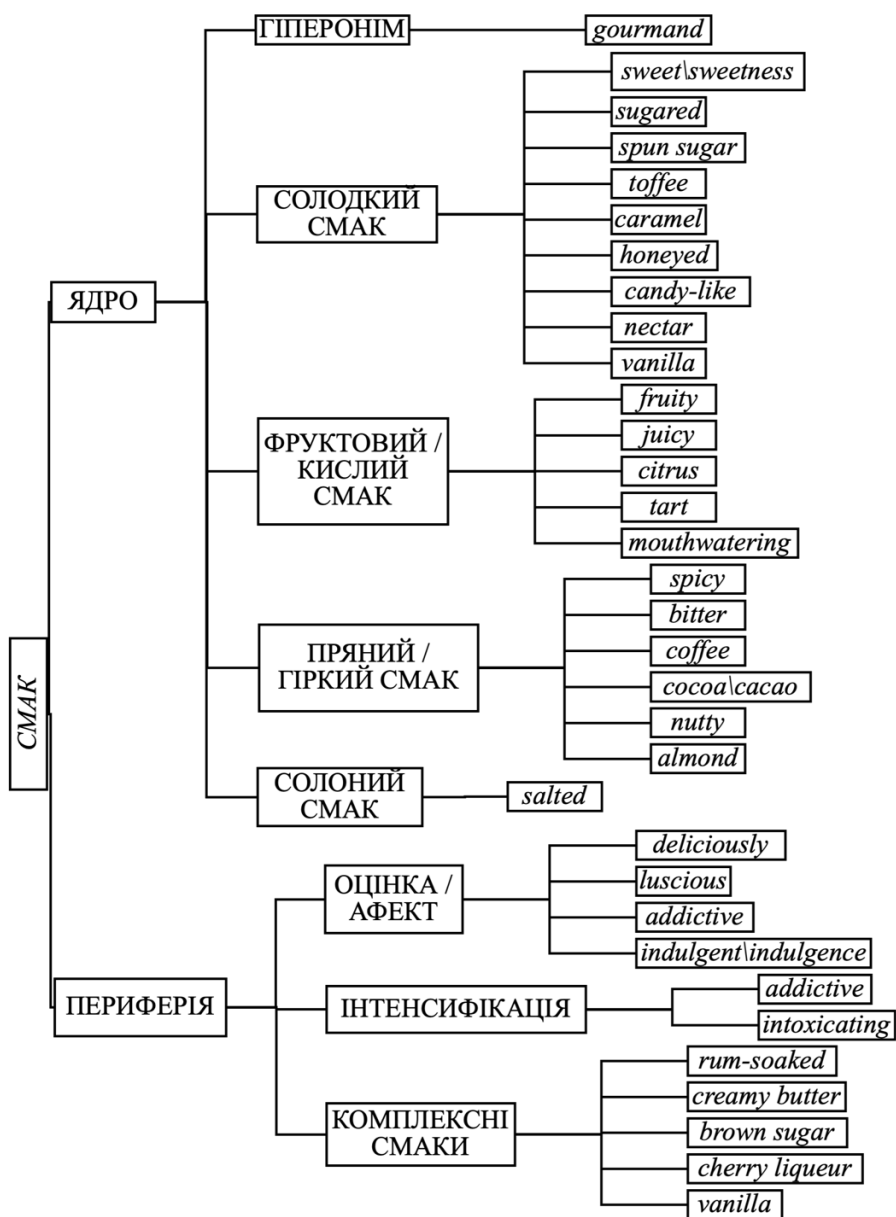 ГІПЕРОНІМ
gourmand
sweet\sweetness
sugared
spun sugar
toffee
СОЛОДКИЙ
СМАК
caramel
honeyed
candy-like
nectar
vanilla
ЯДРО
fruity
juicy
ФРУКТОВИЙ /
КИСЛИЙ
СМАК
citrus
tart
mouthwatering
spicy
bitter
ПРЯНИЙ /
ГІРКИЙ СМАК
coffee
cocoa\cacao
nutty
almond
СМАК
СОЛОНИЙ
СМАК
salted
deliciously
ОЦІНКА /
АФЕКТ
luscious
addictive
indulgent\indulgence
ПЕРИФЕРІЯ
ІНТЕНСИФІКАЦІЯ
addictive
intoxicating
rum-soaked
creamy butter
КОМПЛЕКСНІ
СМАКИ
brown sugar
cherry liqueur
vanilla